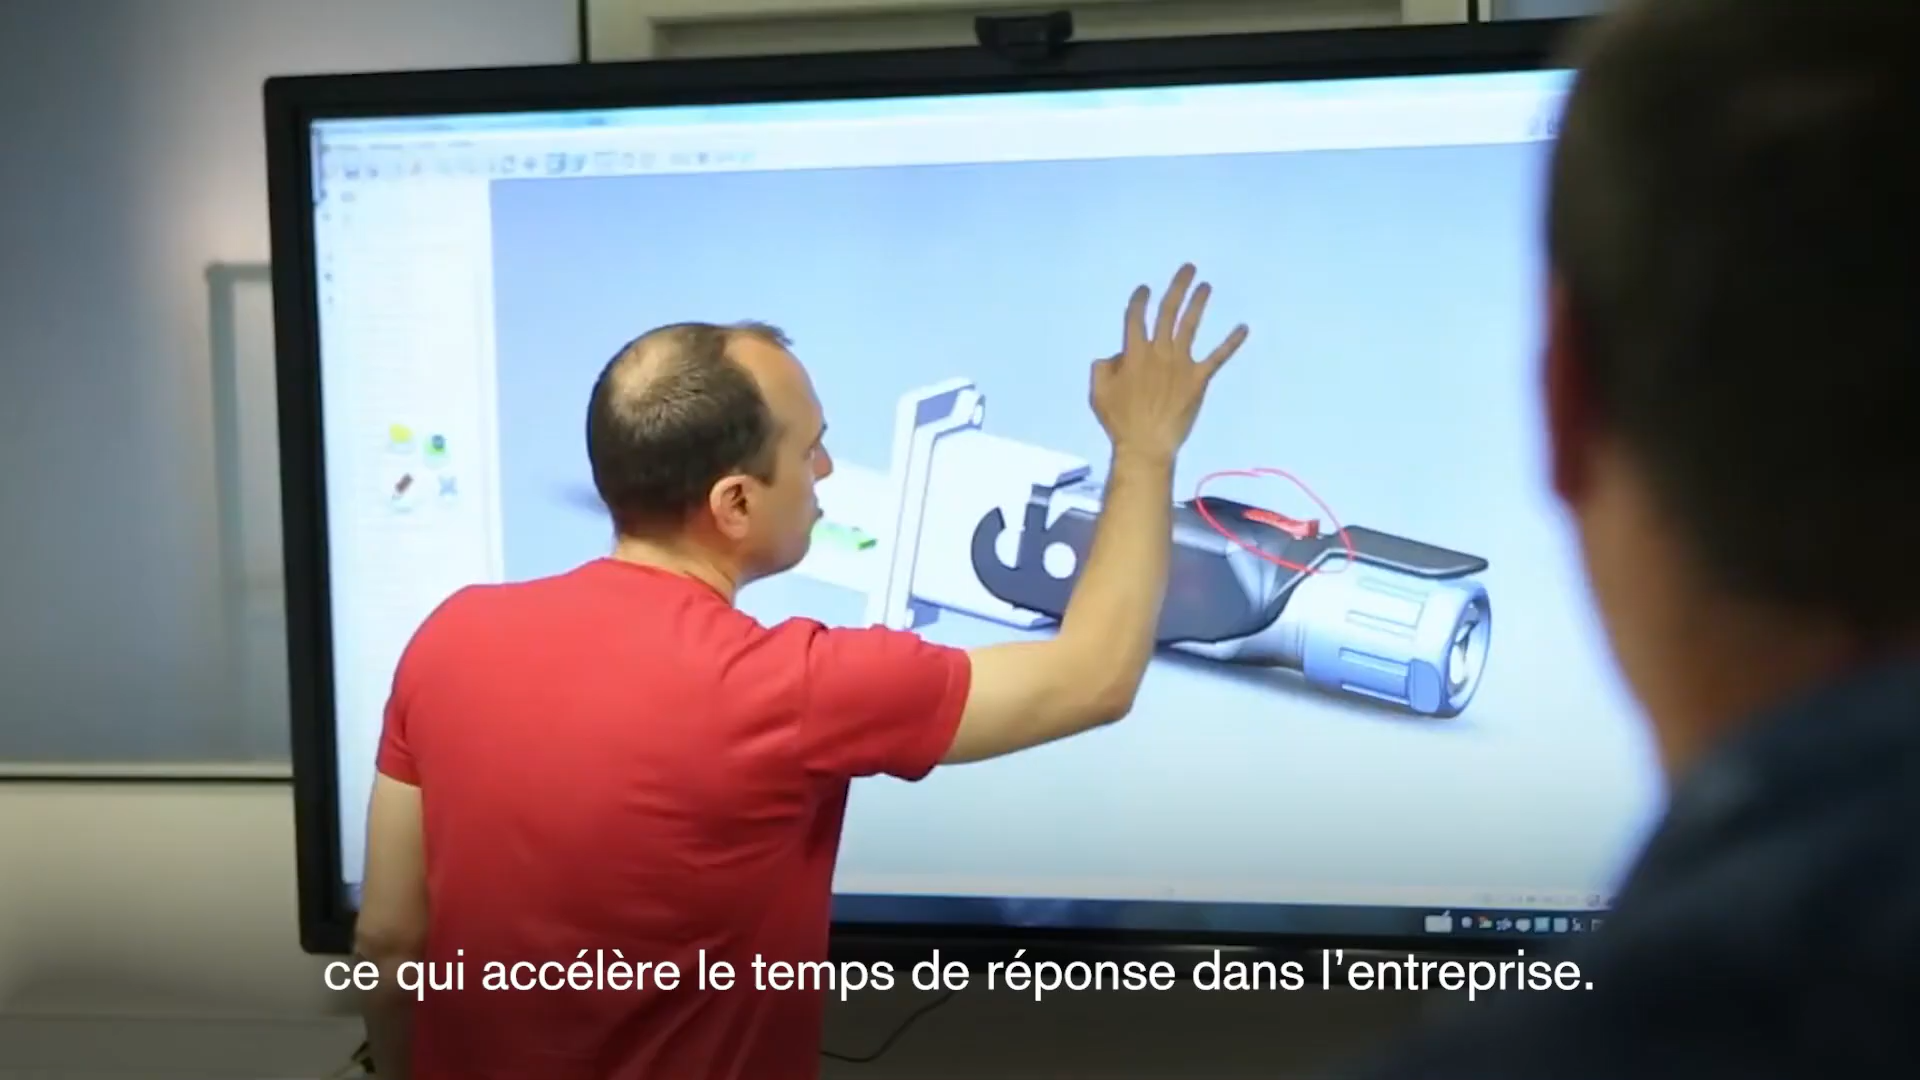 ce qui accélère le temps de réponse dans l’entreprise.